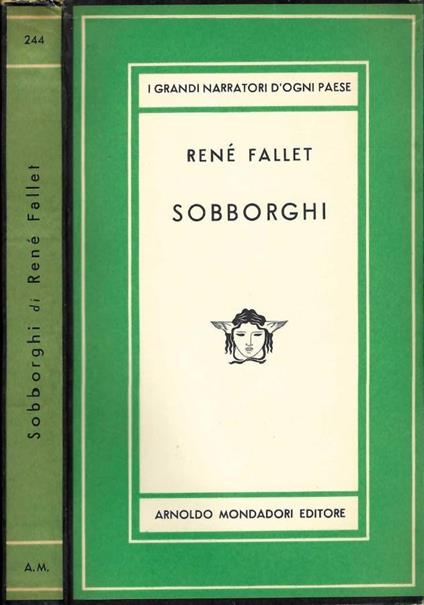 244
Sobborghi di René Fallet
A.M.
I GRANDI NARRATORI D'OGNI PAESE
RENÉ FALLET
SOBBORGHI
ARNOLDO MONDADORI EDITORE